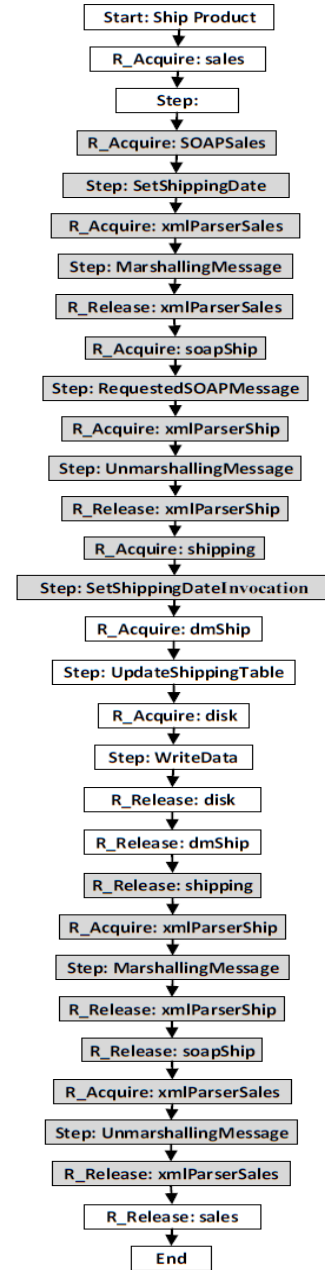 Start: Ship Product
R_Acquire: sales
Step:
R_Acquire: SOAPSales
Step: SetShippingDate
R_Acquire: xmlParserSales
Step: MarshallingMessage
R_Release: xmlParserSales
R_Acquire: soapShip
Step: RequestedSOAPMessage
R_Acquire: xmlParserShip
Step: UnmarshallingMessage
R_Release: xmlParserShip
R_Acquire: shipping
Step: SetShippingDateInvocation
R_Acquire: dmShip
Step: UpdateShippingTable
R_Acquire: disk
Step: WriteData
R_Release: disk
R_Release: dmShip
R_Release: shipping
R_Acquire: xmlParserShip
Step: MarshallingMessage
R_Release: xmlParserShip
R_Release: soapShip
R_Acquire: xmlParserSales
Step: UnmarshallingMessage
R_Release: xmlParserSales
R_Release: sales
End